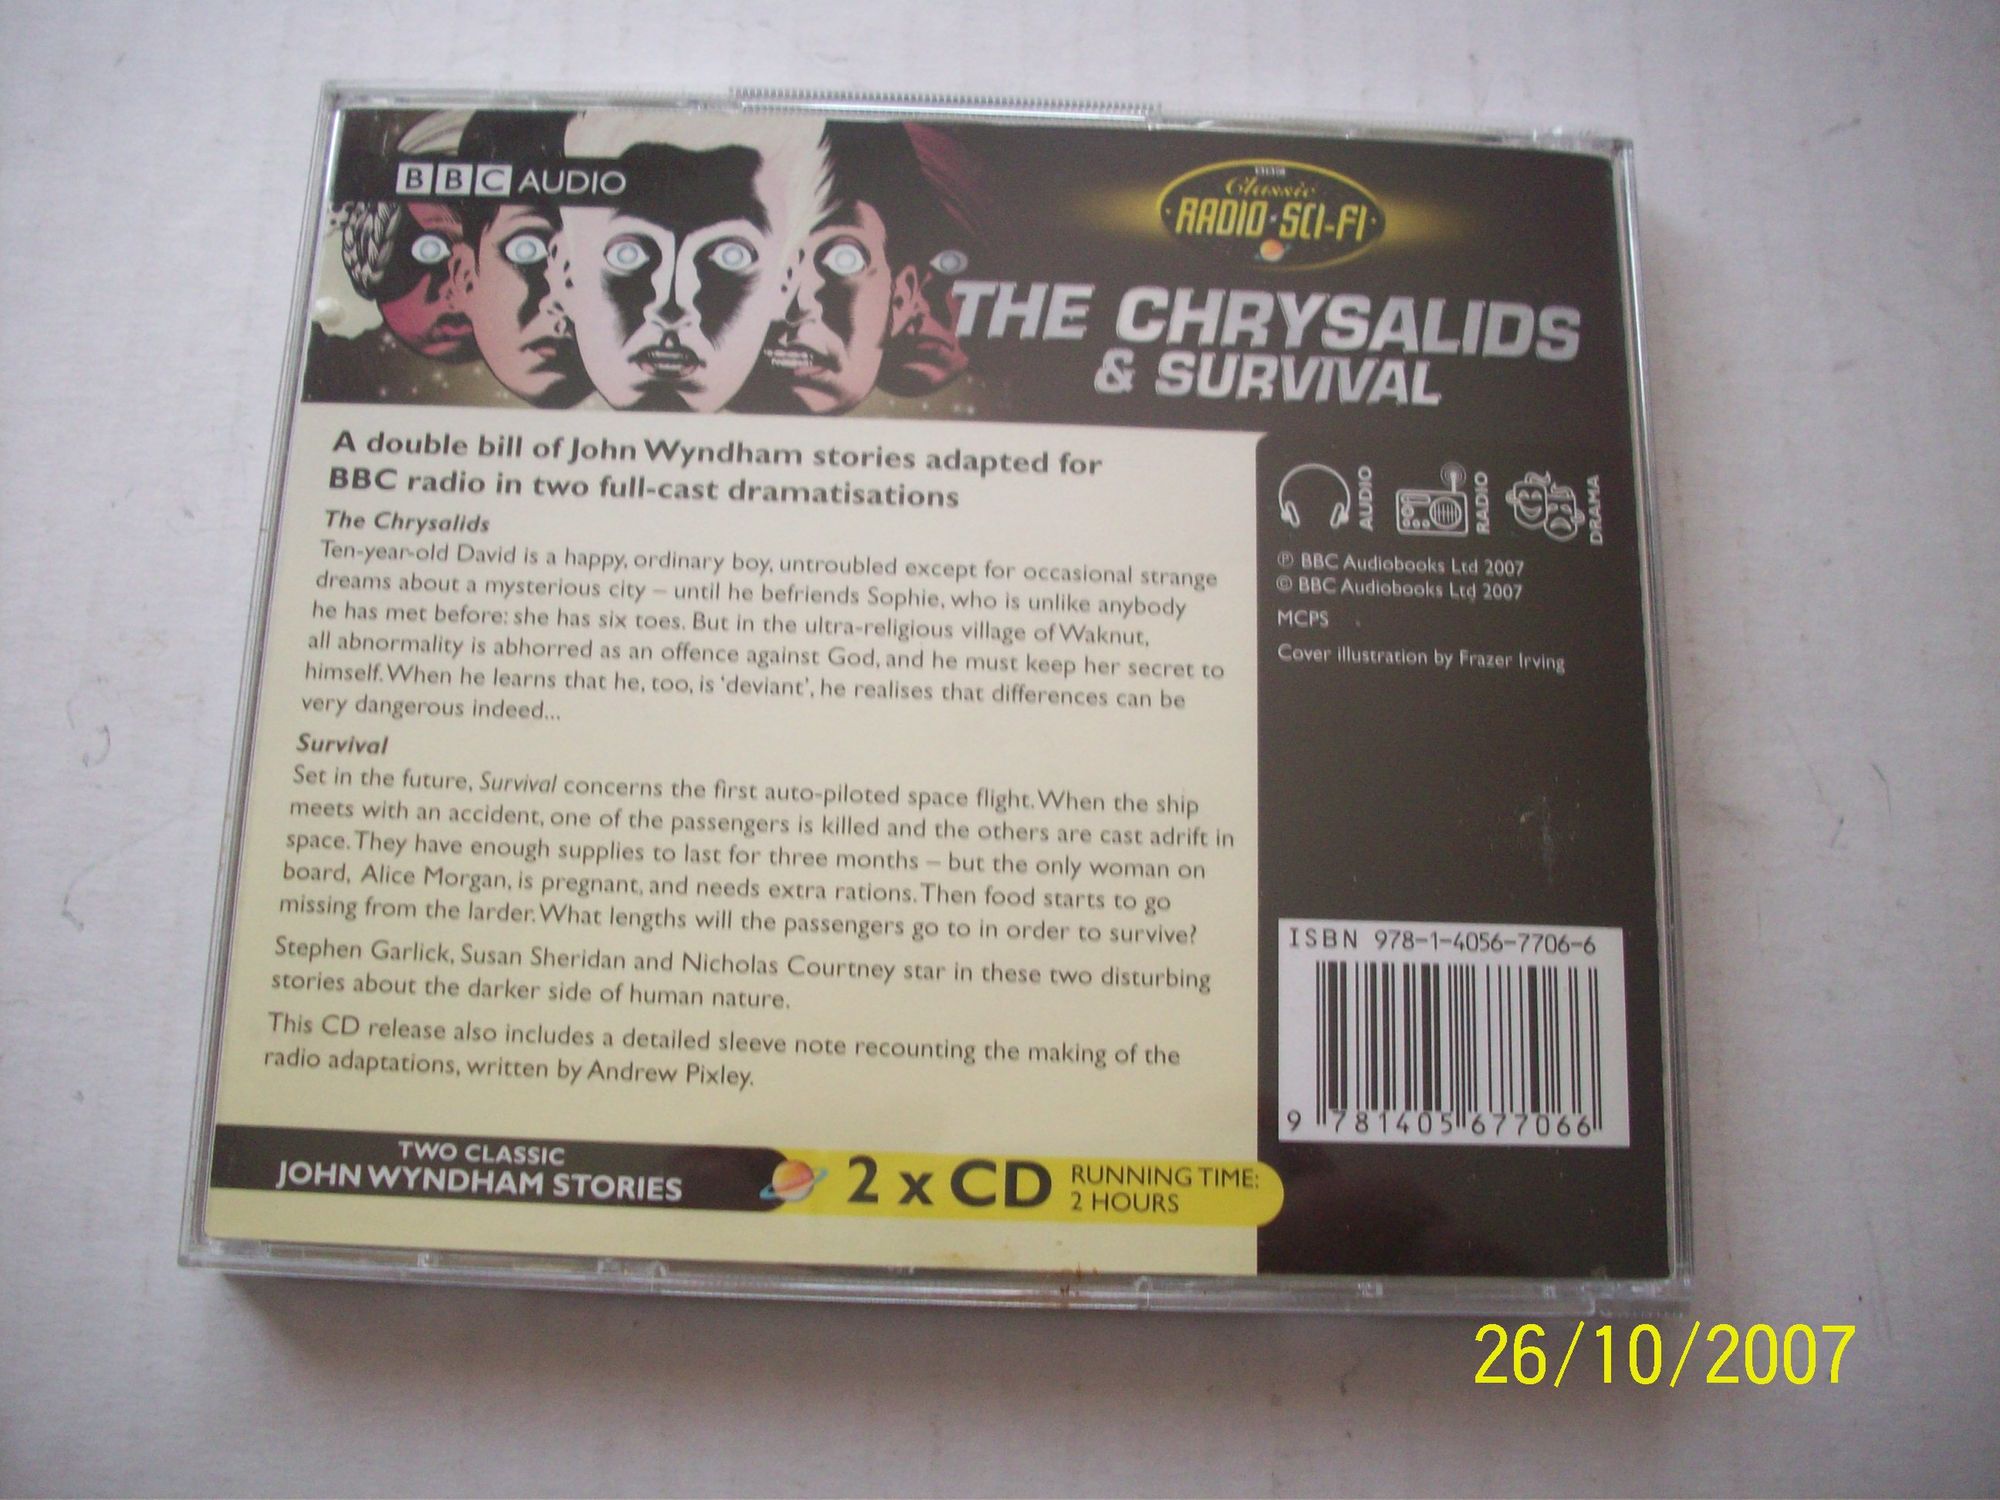 BBC AUDIO
BBC
Classic
RADIO·SCI-FI
THE CHRYSALIDS
& SURVIVAL
A double bill of John Wyndham stories adapted for
BBC radio in two full-cast dramatisations
The Chrysalids
Ten-year-old David is a happy, ordinary boy, untroubled except for occasional strange
dreams about a mysterious city – until he befriends Sophie, who is unlike anybody
he has met before: she has six toes. But in the ultra-religious village of Waknut,
all abnormality is abhorred as an offence against God, and he must keep her secret to
himself. When he learns that he, too, is ‘deviant’, he realises that differences can be
very dangerous indeed...
Survival
Set in the future, Survival concerns the first auto-piloted space flight. When the ship
meets with an accident, one of the passengers is killed and the others are cast adrift in
space. They have enough supplies to last for three months – but the only woman on
board, Alice Morgan, is pregnant, and needs extra rations. Then food starts to go
missing from the larder. What lengths will the passengers go to in order to survive?
Stephen Garlick, Susan Sheridan and Nicholas Courtney star in these two disturbing
stories about the darker side of human nature.
This CD release also includes a detailed sleeve note recounting the making of the
radio adaptations, written by Andrew Pixley.
TWO CLASSIC
JOHN WYNDHAM STORIES
2 x CD
RUNNING TIME:
2 HOURS
AUDIO
RADIO
DRAMA
℗ BBC Audiobooks Ltd 2007
© BBC Audiobooks Ltd 2007
MCPS
Cover illustration by Frazer Irving
ISBN 978-1-4056-7706-6
9 781405 677066
26/10/2007